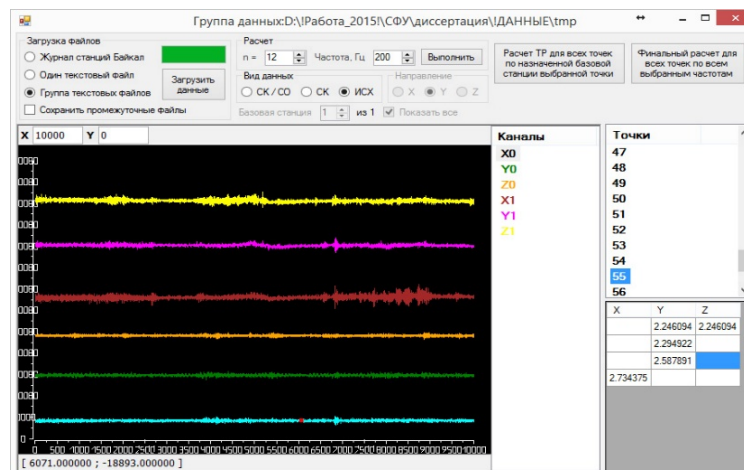 Группа данных:D:\!Работа_2015!\СФУ\диссертация\!ДАННЫЕ\tmp
Загрузка файлов
Журнал станций Байкал
Один текстовый файл
Группа текстовых файлов
Сохранить промежуточные файлы
Загрузить данные
Расчет
n = 12 Частота, Гц 200 Выполнить
Вид данных
СК / СО СК ИСХ
Направление
X Y Z
Базовая станция 1 из 1 Показать все
Расчет ТР для всех точек
по назначенной базовой
станции выбранной точки
Финальный расчет для
всех точек по всем
выбранным частотам
X 10000 Y 0
0 500 1000 1500 2000 2500 3000 3500 4000 4500 5000 5500 6000 6500 7000 7500 8000 8500 9000 9500 10000
[ 6071.000000 ; -18893.000000 ]
Каналы
X0
Y0
Z0
X1
Y1
Z1
Точки
47
48
49
50
51
52
53
54
55
56
X Y Z
2.246094 2.246094
2.294922
2.587891
2.734375